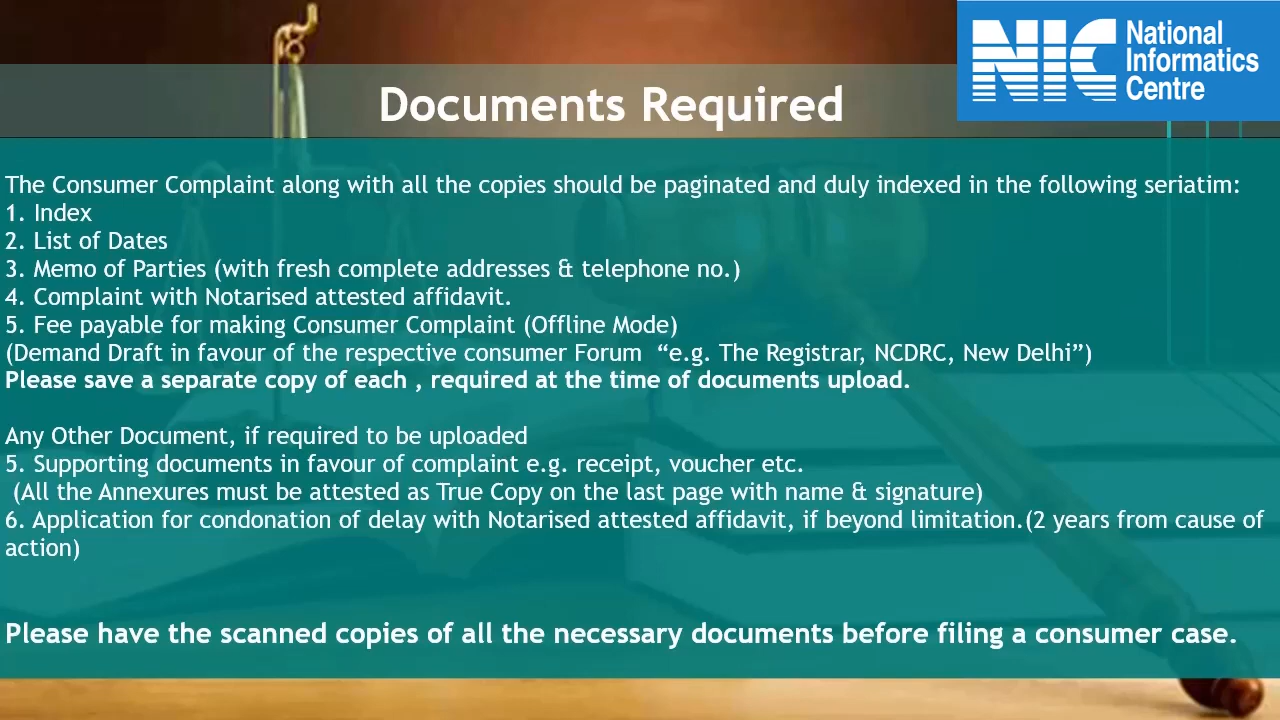 NIC National
Informatics
Centre
Documents Required
The Consumer Complaint along with all the copies should be paginated and duly indexed in the following seriatim:
1. Index
2. List of Dates
3. Memo of Parties (with fresh complete addresses & telephone no.)
4. Complaint with Notarised attested affidavit.
5. Fee payable for making Consumer Complaint (Offline Mode)
(Demand Draft in favour of the respective consumer Forum “e.g. The Registrar, NCDRC, New Delhi”)
Please save a separate copy of each , required at the time of documents upload.
Any Other Document, if required to be uploaded
5. Supporting documents in favour of complaint e.g. receipt, voucher etc.
(All the Annexures must be attested as True Copy on the last page with name & signature)
6. Application for condonation of delay with Notarised attested affidavit, if beyond limitation.(2 years from cause of
action)
Please have the scanned copies of all the necessary documents before filing a consumer case.